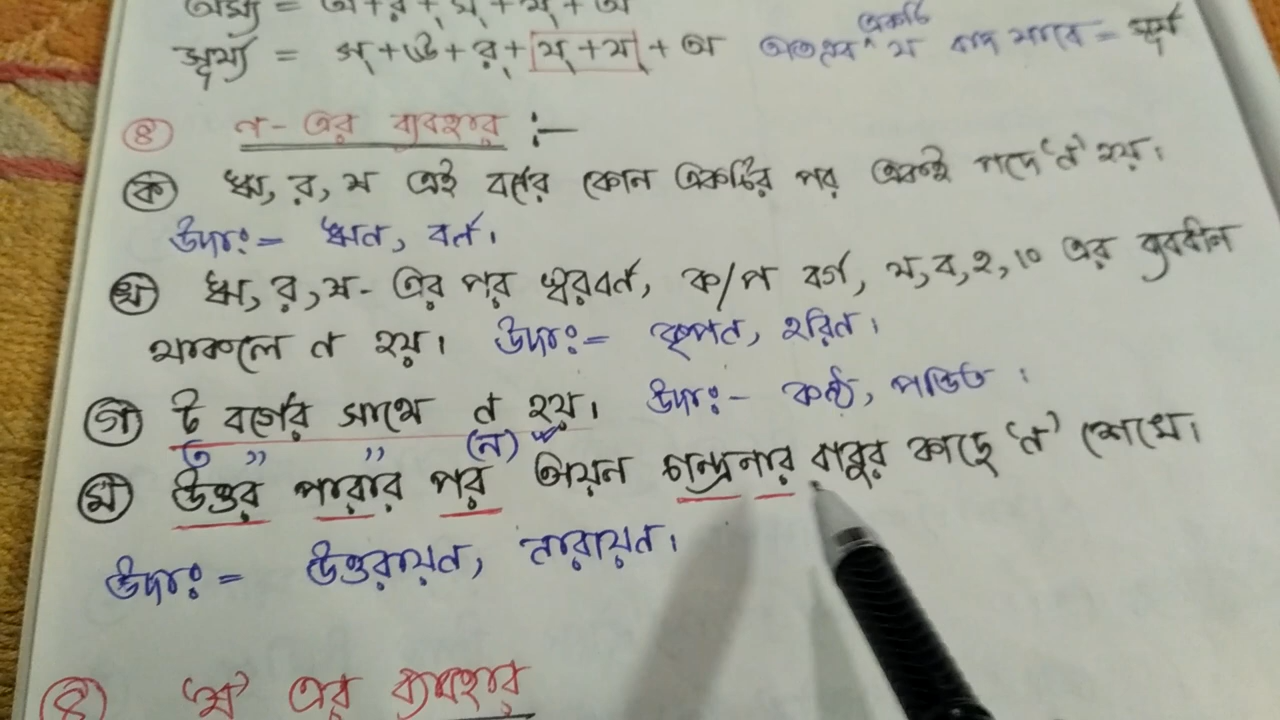 সূর্য্য = স্+উ+র্+য্+য্+অ অতএব একটি য বাদ যাবে = সূর্য
৪ ণ-এর ব্যবহার :-
ক ঋ, র, ষ এই বর্ণের কোন একটির পর একই পদে 'ণ' হয়।
উদাঃ= ঋণ, বর্ণ।
খ ঋ, র, ষ- এর পর স্বরবর্ণ, ক/প বর্গ, য, ব, হ, ং এর ব্যবধান
থাকলে ণ হয়। উদাঃ= কৃপণ, হরিণ।
গ ট বর্গের সাথে ণ হয়। উদাঃ- কণ্ঠ, পণ্ডিত।
ত " " (ন) "
ঘ উত্তর পারার পর অয়ন চান্দ্রনার বাবুর কাছে 'ণ' শেখে।
উদাঃ= উত্তরায়ণ, নারায়ণ।
৫ 'ষ' এর ব্যবহার